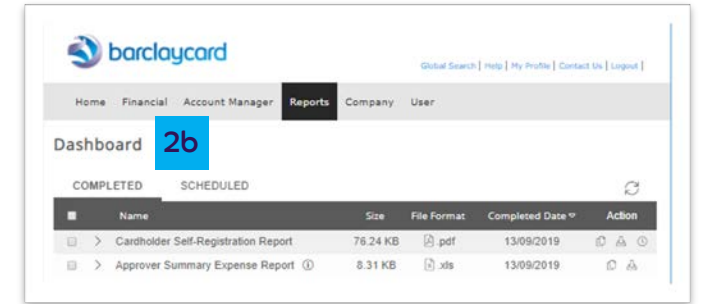 barclaycard
Global Search | Help | My Profile | Contact Us | Logout |
Home Financial Account Manager Reports Company User
Dashboard 2b
COMPLETED SCHEDULED
Name Size File Format Completed Date Action
Cardholder Self-Registration Report 76.24 KB .pdf 13/09/2019
Approver Summary Expense Report 8.31 KB .xls 13/09/2019